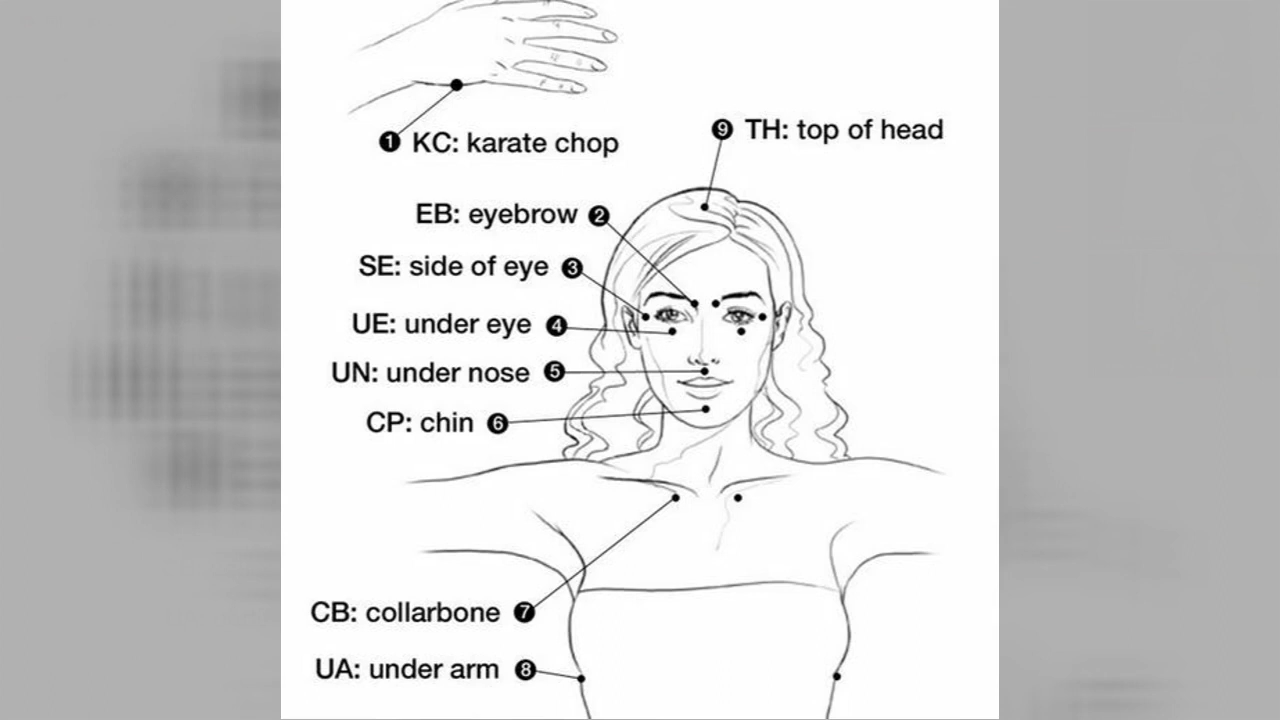 ❶ KC: karate chop
❾ TH: top of head
EB: eyebrow ❷
SE: side of eye ❸
UE: under eye ❹
UN: under nose ❺
CP: chin ❻
CB: collarbone ❼
UA: under arm ❽